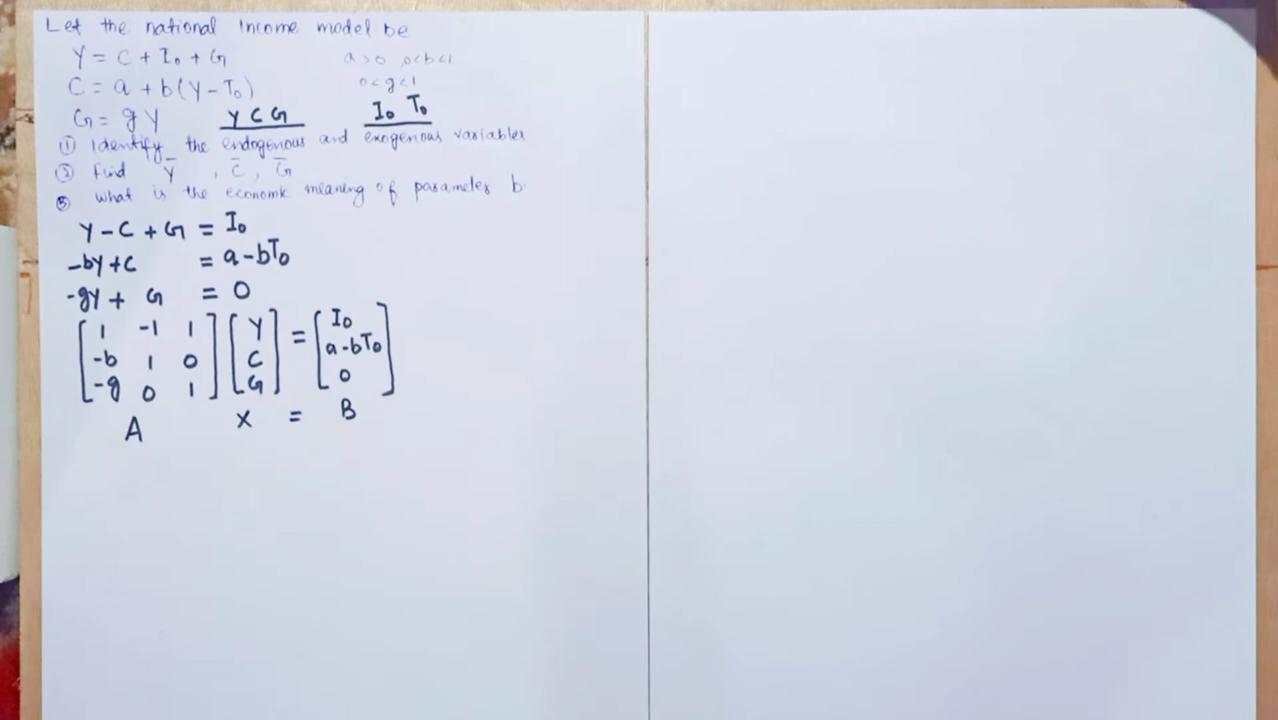 Let the national Income model be
Y = C + I₀ + G a>0 0<b<1
C = a + b(Y-T₀) 0<g<1
G = gY Y C G I₀ T₀
① Identify the endogenous and exogenous variables
② Find Ȳ, C̄, Ḡ
③ what is the economic meaning of parameter b.
Y - C + G = I₀
-bY + C = a - bT₀
-gY + G = 0
[1 -1 1] [Y] = [I₀]
[-b 1 0] [C] [a - bT₀]
[-g 0 1] [G] [0]
A X = B